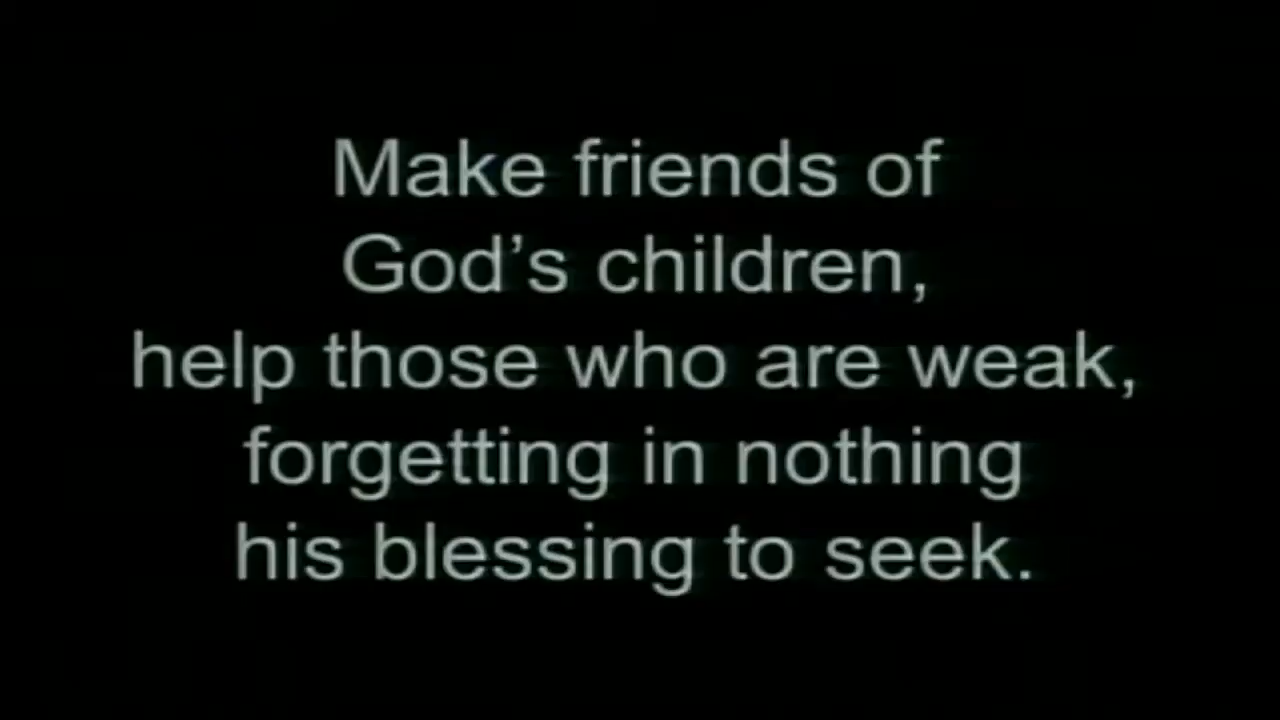 Make friends of
God’s children,
help those who are weak,
forgetting in nothing
his blessing to seek.